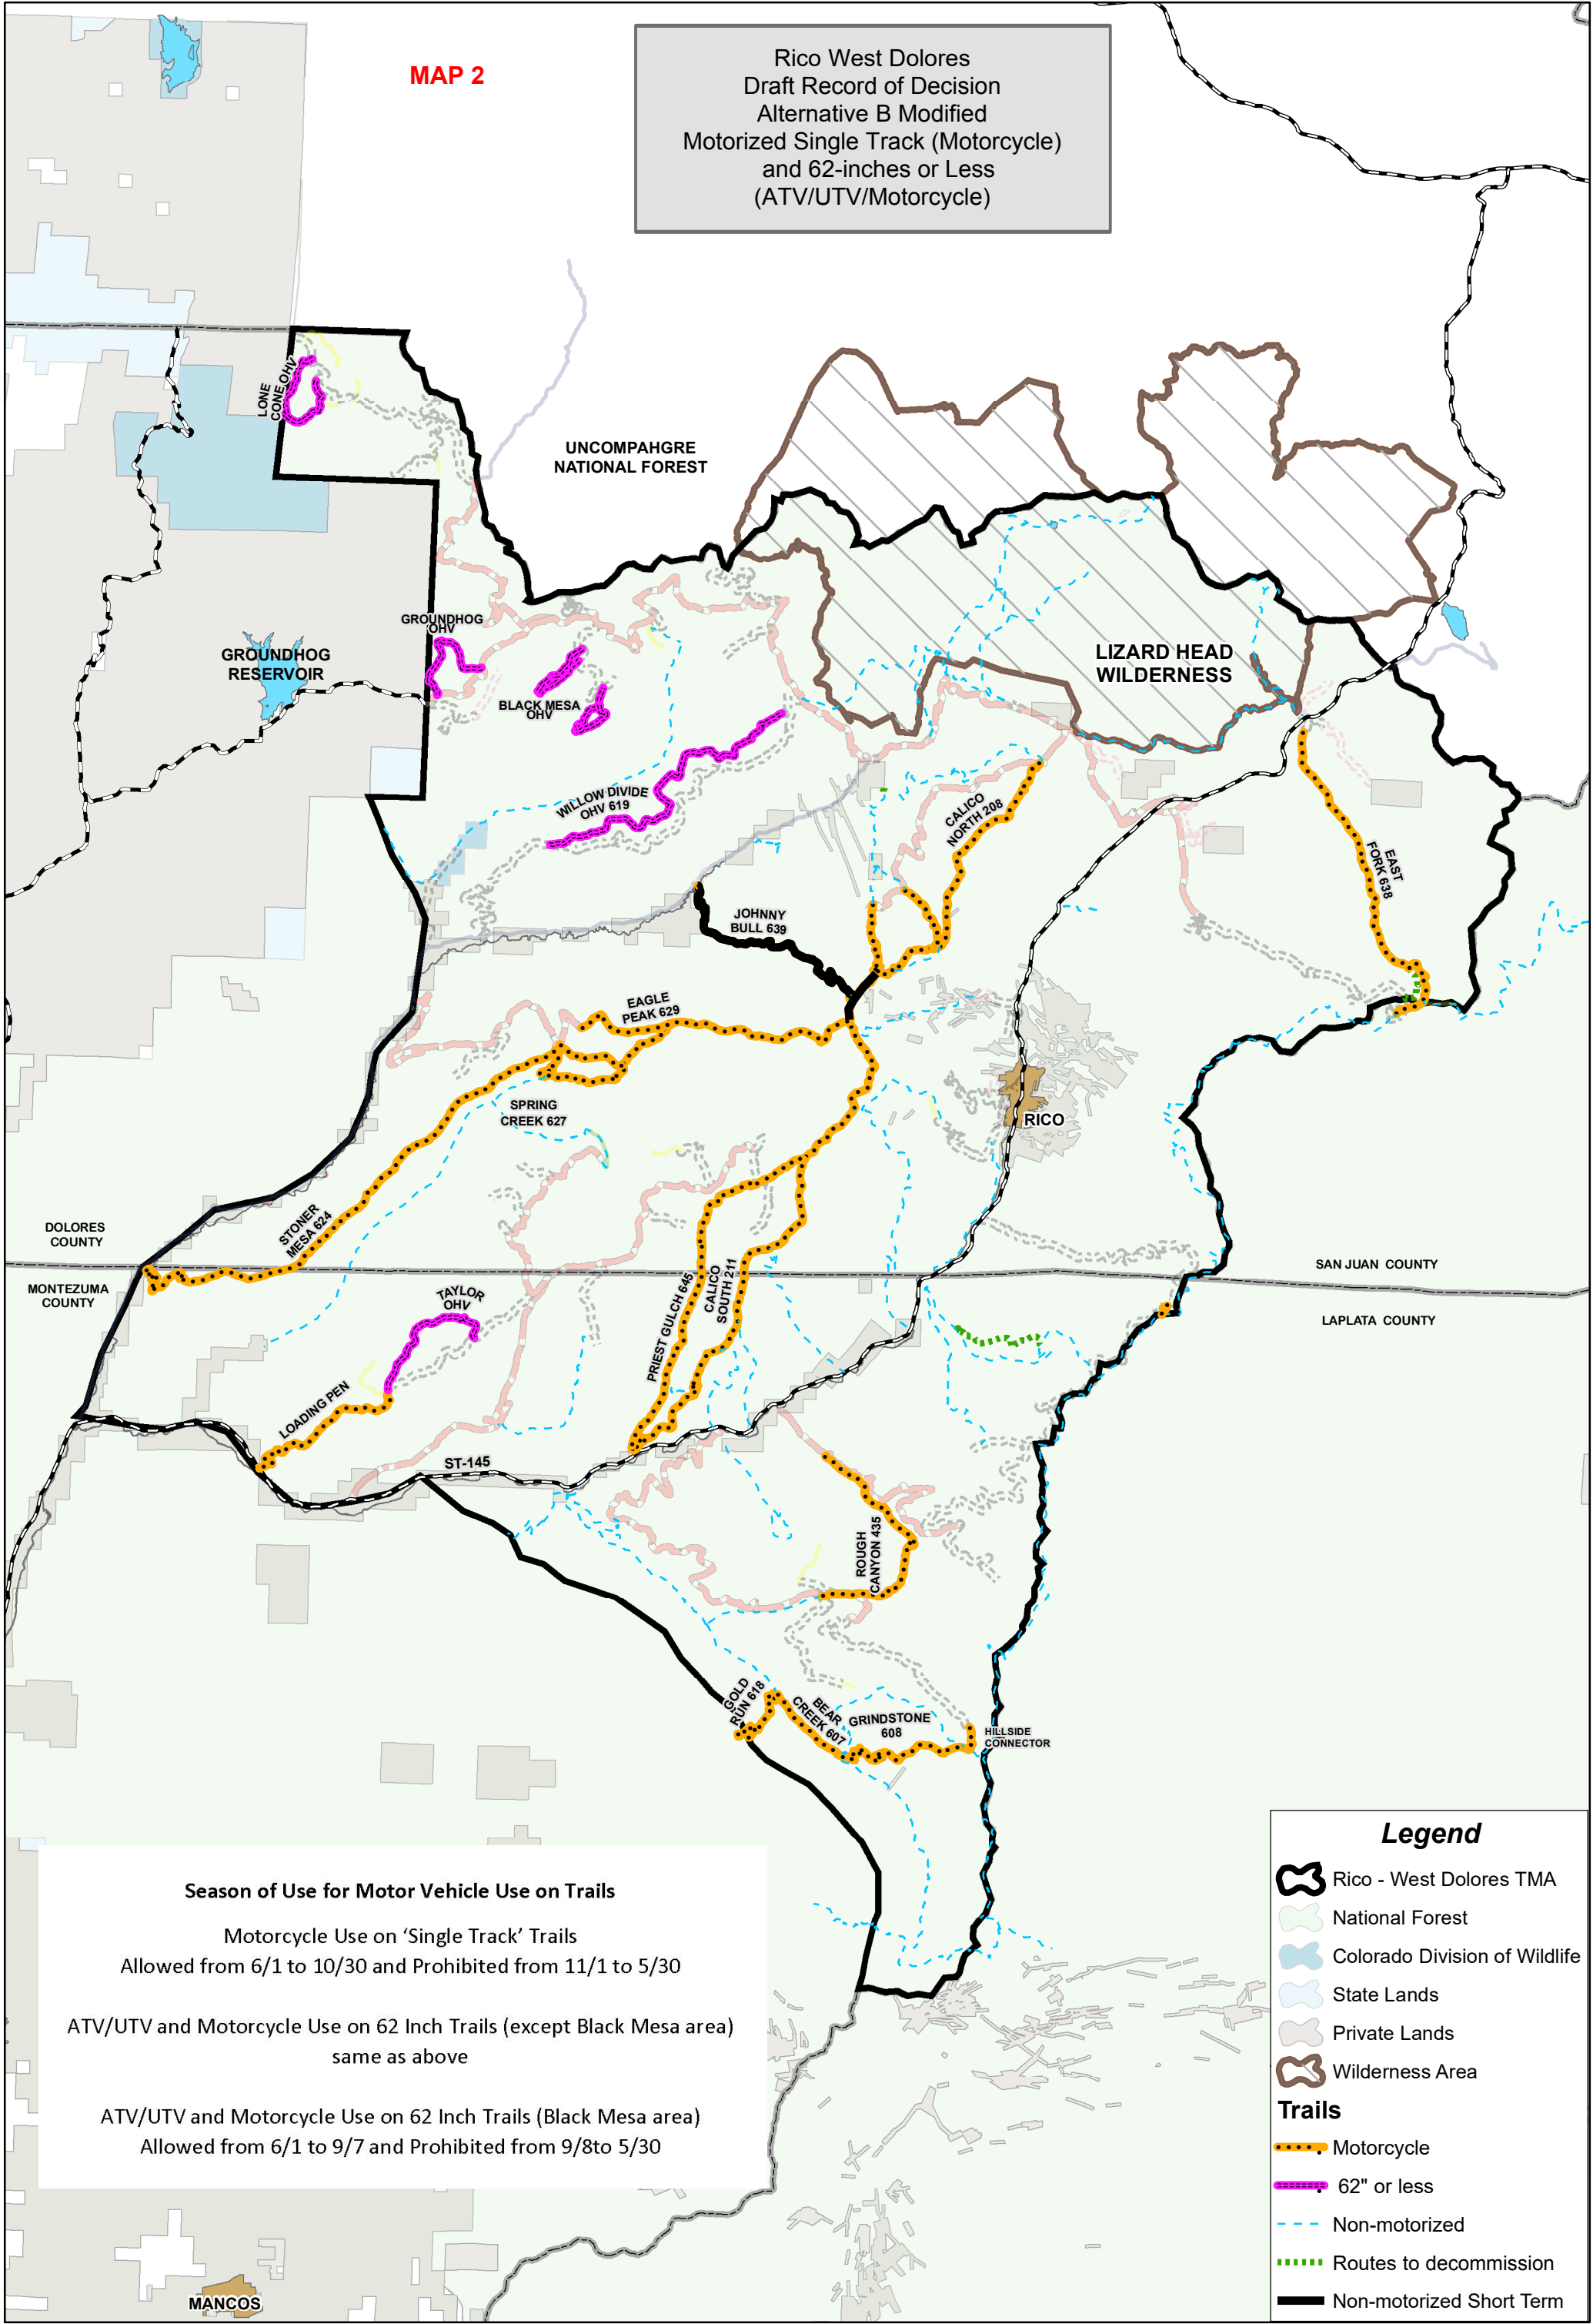 MAP 2
Rico West Dolores
Draft Record of Decision
Alternative B Modified
Motorized Single Track (Motorcycle)
and 62-inches or Less
(ATV/UTV/Motorcycle)
LONE
CONE OHV
UNCOMPAHGRE
NATIONAL FOREST
GROUNDHOG
OHV
GROUNDHOG
RESERVOIR
LIZARD HEAD
WILDERNESS
BLACK MESA
OHV
WILLOW DIVIDE
OHV 619
CALICO
NORTH 208
EAST
FORK 638
JOHNNY
BULL 639
EAGLE
PEAK 629
SPRING
CREEK 627
RICO
STONER
MESA 624
DOLORES
COUNTY
MONTEZUMA
COUNTY
SAN JUAN COUNTY
LAPLATA COUNTY
TAYLOR
OHV
PRIEST GULCH 645
CALICO
SOUTH 211
LOADING PEN
ST-145
ROUGH
CANYON 435
GOLD
RUN 618
BEAR
CREEK 607
GRINDSTONE
608
HILLSIDE
CONNECTOR
Season of Use for Motor Vehicle Use on Trails
Motorcycle Use on ‘Single Track’ Trails
Allowed from 6/1 to 10/30 and Prohibited from 11/1 to 5/30
ATV/UTV and Motorcycle Use on 62 Inch Trails (except Black Mesa area)
same as above
ATV/UTV and Motorcycle Use on 62 Inch Trails (Black Mesa area)
Allowed from 6/1 to 9/7 and Prohibited from 9/8to 5/30
MANCOS
Legend
Rico - West Dolores TMA
National Forest
Colorado Division of Wildlife
State Lands
Private Lands
Wilderness Area
Trails
Motorcycle
62" or less
Non-motorized
Routes to decommission
Non-motorized Short Term